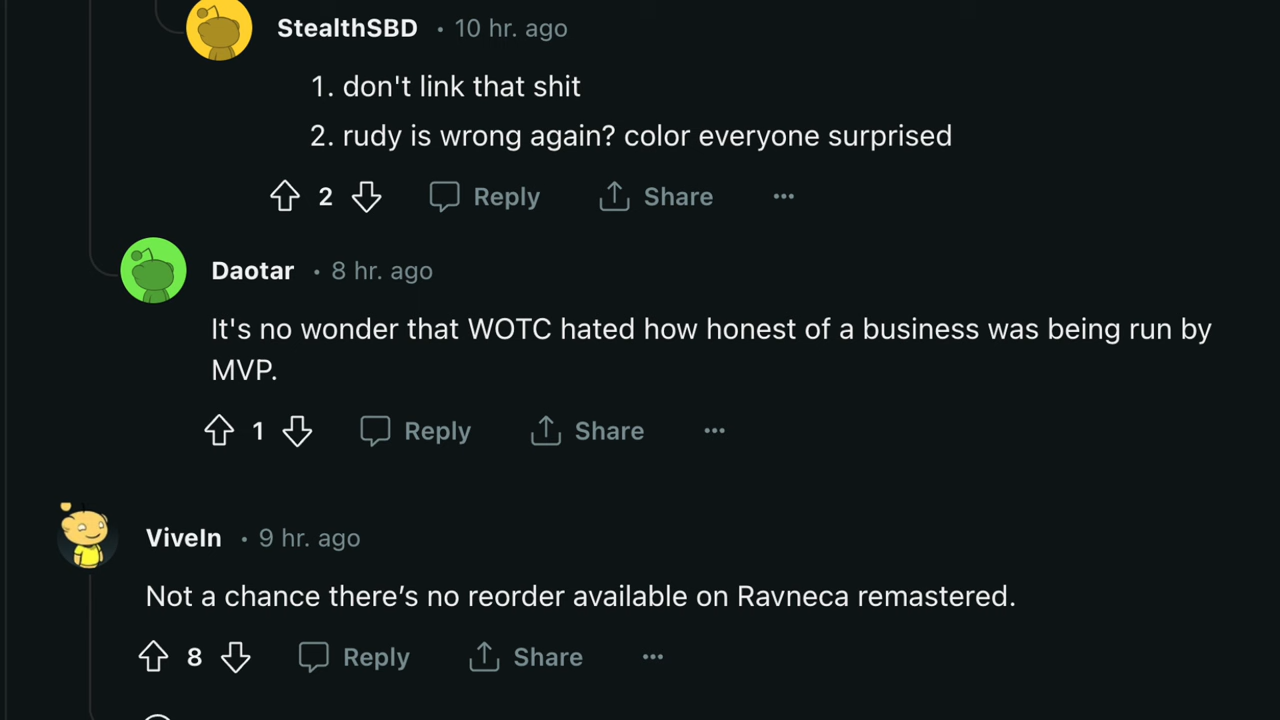 StealthSBD • 10 hr. ago
1. don't link that shit
2. rudy is wrong again? color everyone surprised
2 Reply Share ...
Daotar • 8 hr. ago
It's no wonder that WOTC hated how honest of a business was being run by
MVP.
1 Reply Share ...
ViveIn • 9 hr. ago
Not a chance there’s no reorder available on Ravneca remastered.
8 Reply Share ...